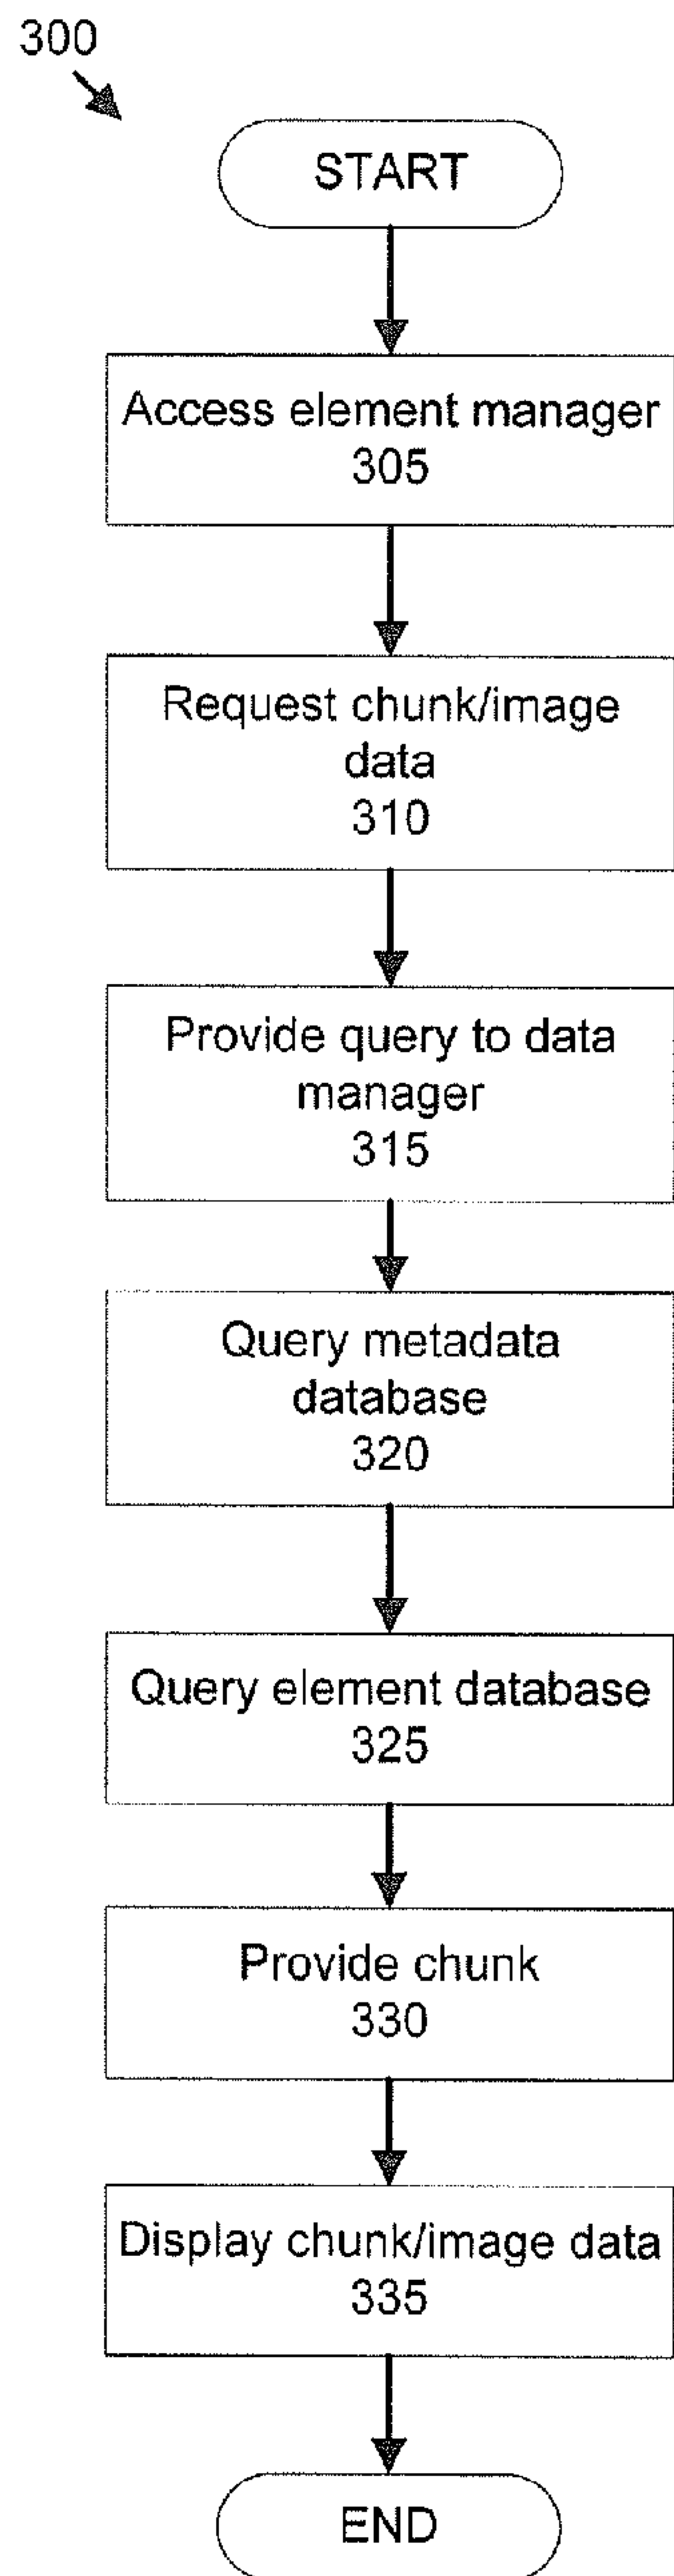 300
START
Access element manager
305
Request chunk/image
data
310
Provide query to data
manager
315
Query metadata
database
320
Query element database
325
Provide chunk
330
Display chunk/image data
335
END